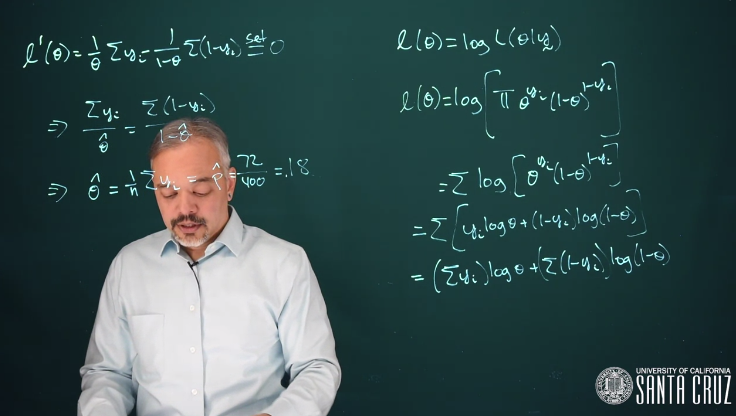 ℓ'(θ) = 1/θ Σyᵢ - 1/(1-θ) Σ(1-yᵢ) set= 0
⇒ Σyᵢ/θ̂ = Σ(1-yᵢ)/(1-θ̂)
⇒ θ̂ = 1/n Σyᵢ = p̂ = 72/400 = .18
ℓ(θ) = log L(θ|y)
ℓ(θ) = log[Π θ^yᵢ (1-θ)^1-yᵢ]
= Σ log[θ^yᵢ (1-θ)^1-yᵢ]
= Σ[yᵢ log θ + (1-yᵢ) log(1-θ)]
= (Σyᵢ) log θ + (Σ(1-yᵢ)) log(1-θ)
UNIVERSITY OF CALIFORNIA
SANTA CRUZ